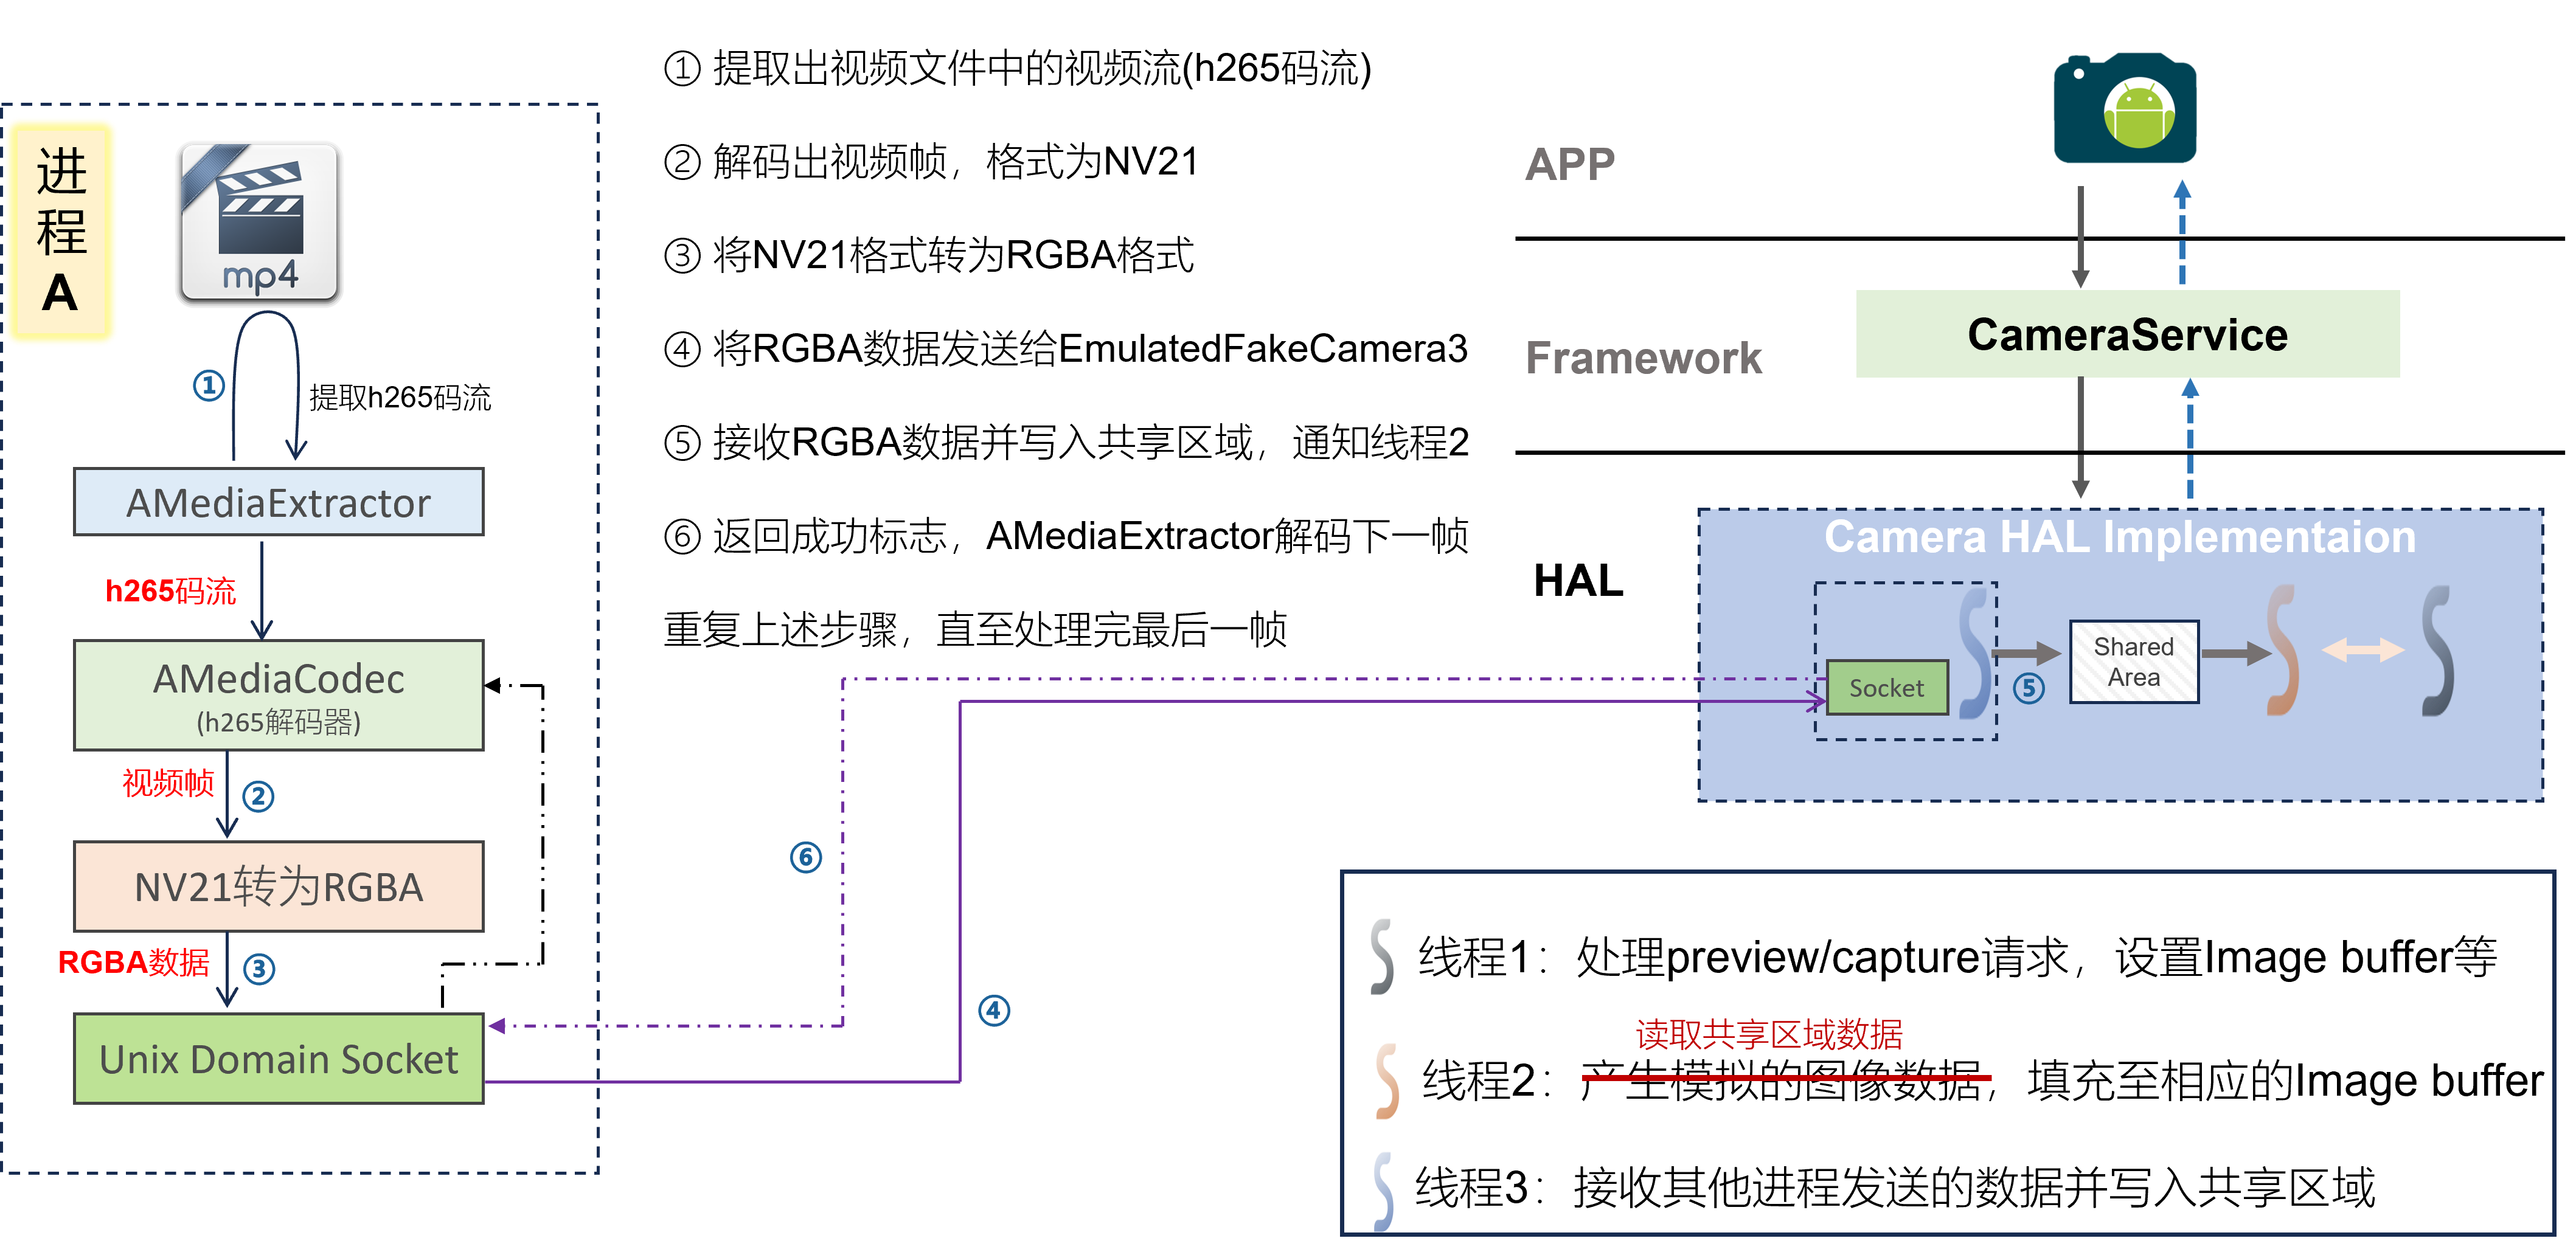 进
程
A
mp4
①
提取h265码流
AMediaExtractor
h265码流
AMediaCodec
(h265解码器)
视频帧
②
NV21转为RGBA
RGBA数据
③
Unix Domain Socket
① 提取出视频文件中的视频流(h265码流)
② 解码出视频帧，格式为NV21
③ 将NV21格式转为RGBA格式
④ 将RGBA数据发送给EmulatedFakeCamera3
⑤ 接收RGBA数据并写入共享区域，通知线程2
⑥ 返回成功标志，AMediaExtractor解码下一帧
重复上述步骤，直至处理完最后一帧
⑥
④
APP
Framework
CameraService
HAL
Camera HAL Implementaion
Socket
⑤
Shared
Area
线程1：处理preview/capture请求，设置Image buffer等
读取共享区域数据
线程2：产生模拟的图像数据，填充至相应的Image buffer
线程3：接收其他进程发送的数据并写入共享区域